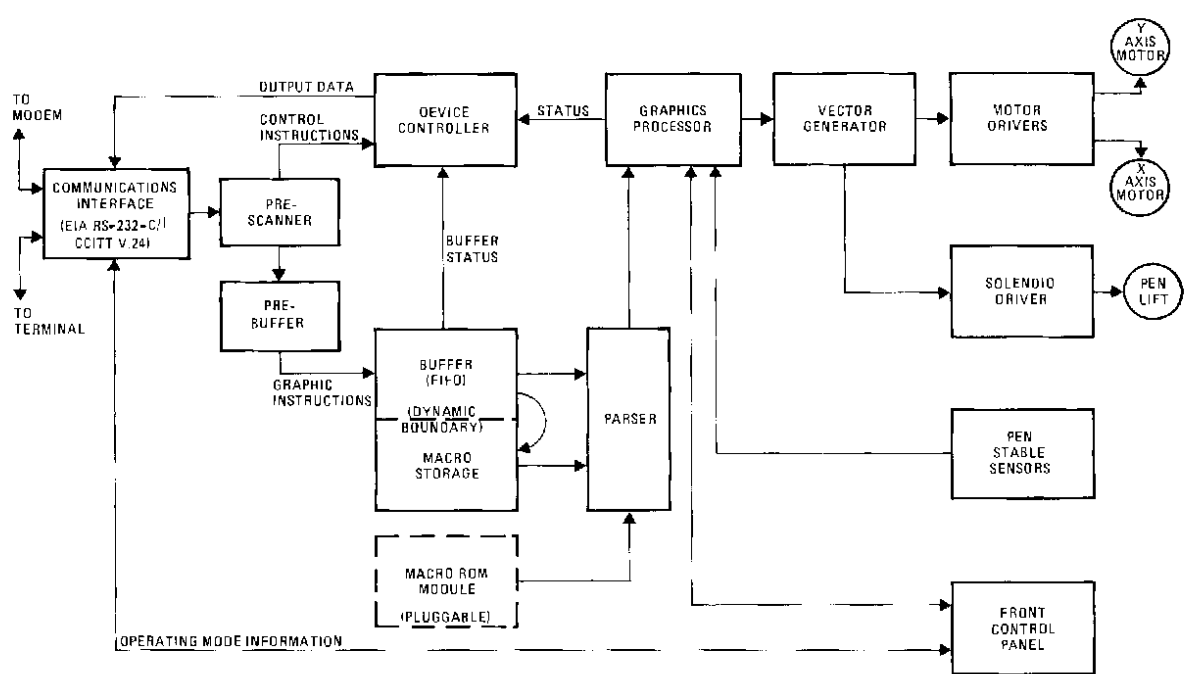 Y
AXIS
MOTOR
OUTPUT DATA
TO
MODEM
CONTROL
INSTRUCTIONS
DEVICE
CONTROLLER
STATUS
GRAPHICS
PROCESSOR
VECTOR
GENERATOR
MOTOR
DRIVERS
X
AXIS
MOTOR
COMMUNICATIONS
INTERFACE
(EIA RS-232-C/
CCITT V.24)
PRE-
SCANNER
BUFFER
STATUS
TO
TERMINAL
PRE-
BUFFER
SOLENOID
DRIVER
PEN
LIFT
GRAPHIC
INSTRUCTIONS
BUFFER
(FIFO)
(DYNAMIC
BOUNDARY)
MACRO
STORAGE
PARSER
PEN
STABLE
SENSORS
MACRO ROM
MODULE
(PLUGGABLE)
FRONT
CONTROL
PANEL
OPERATING MODE INFORMATION